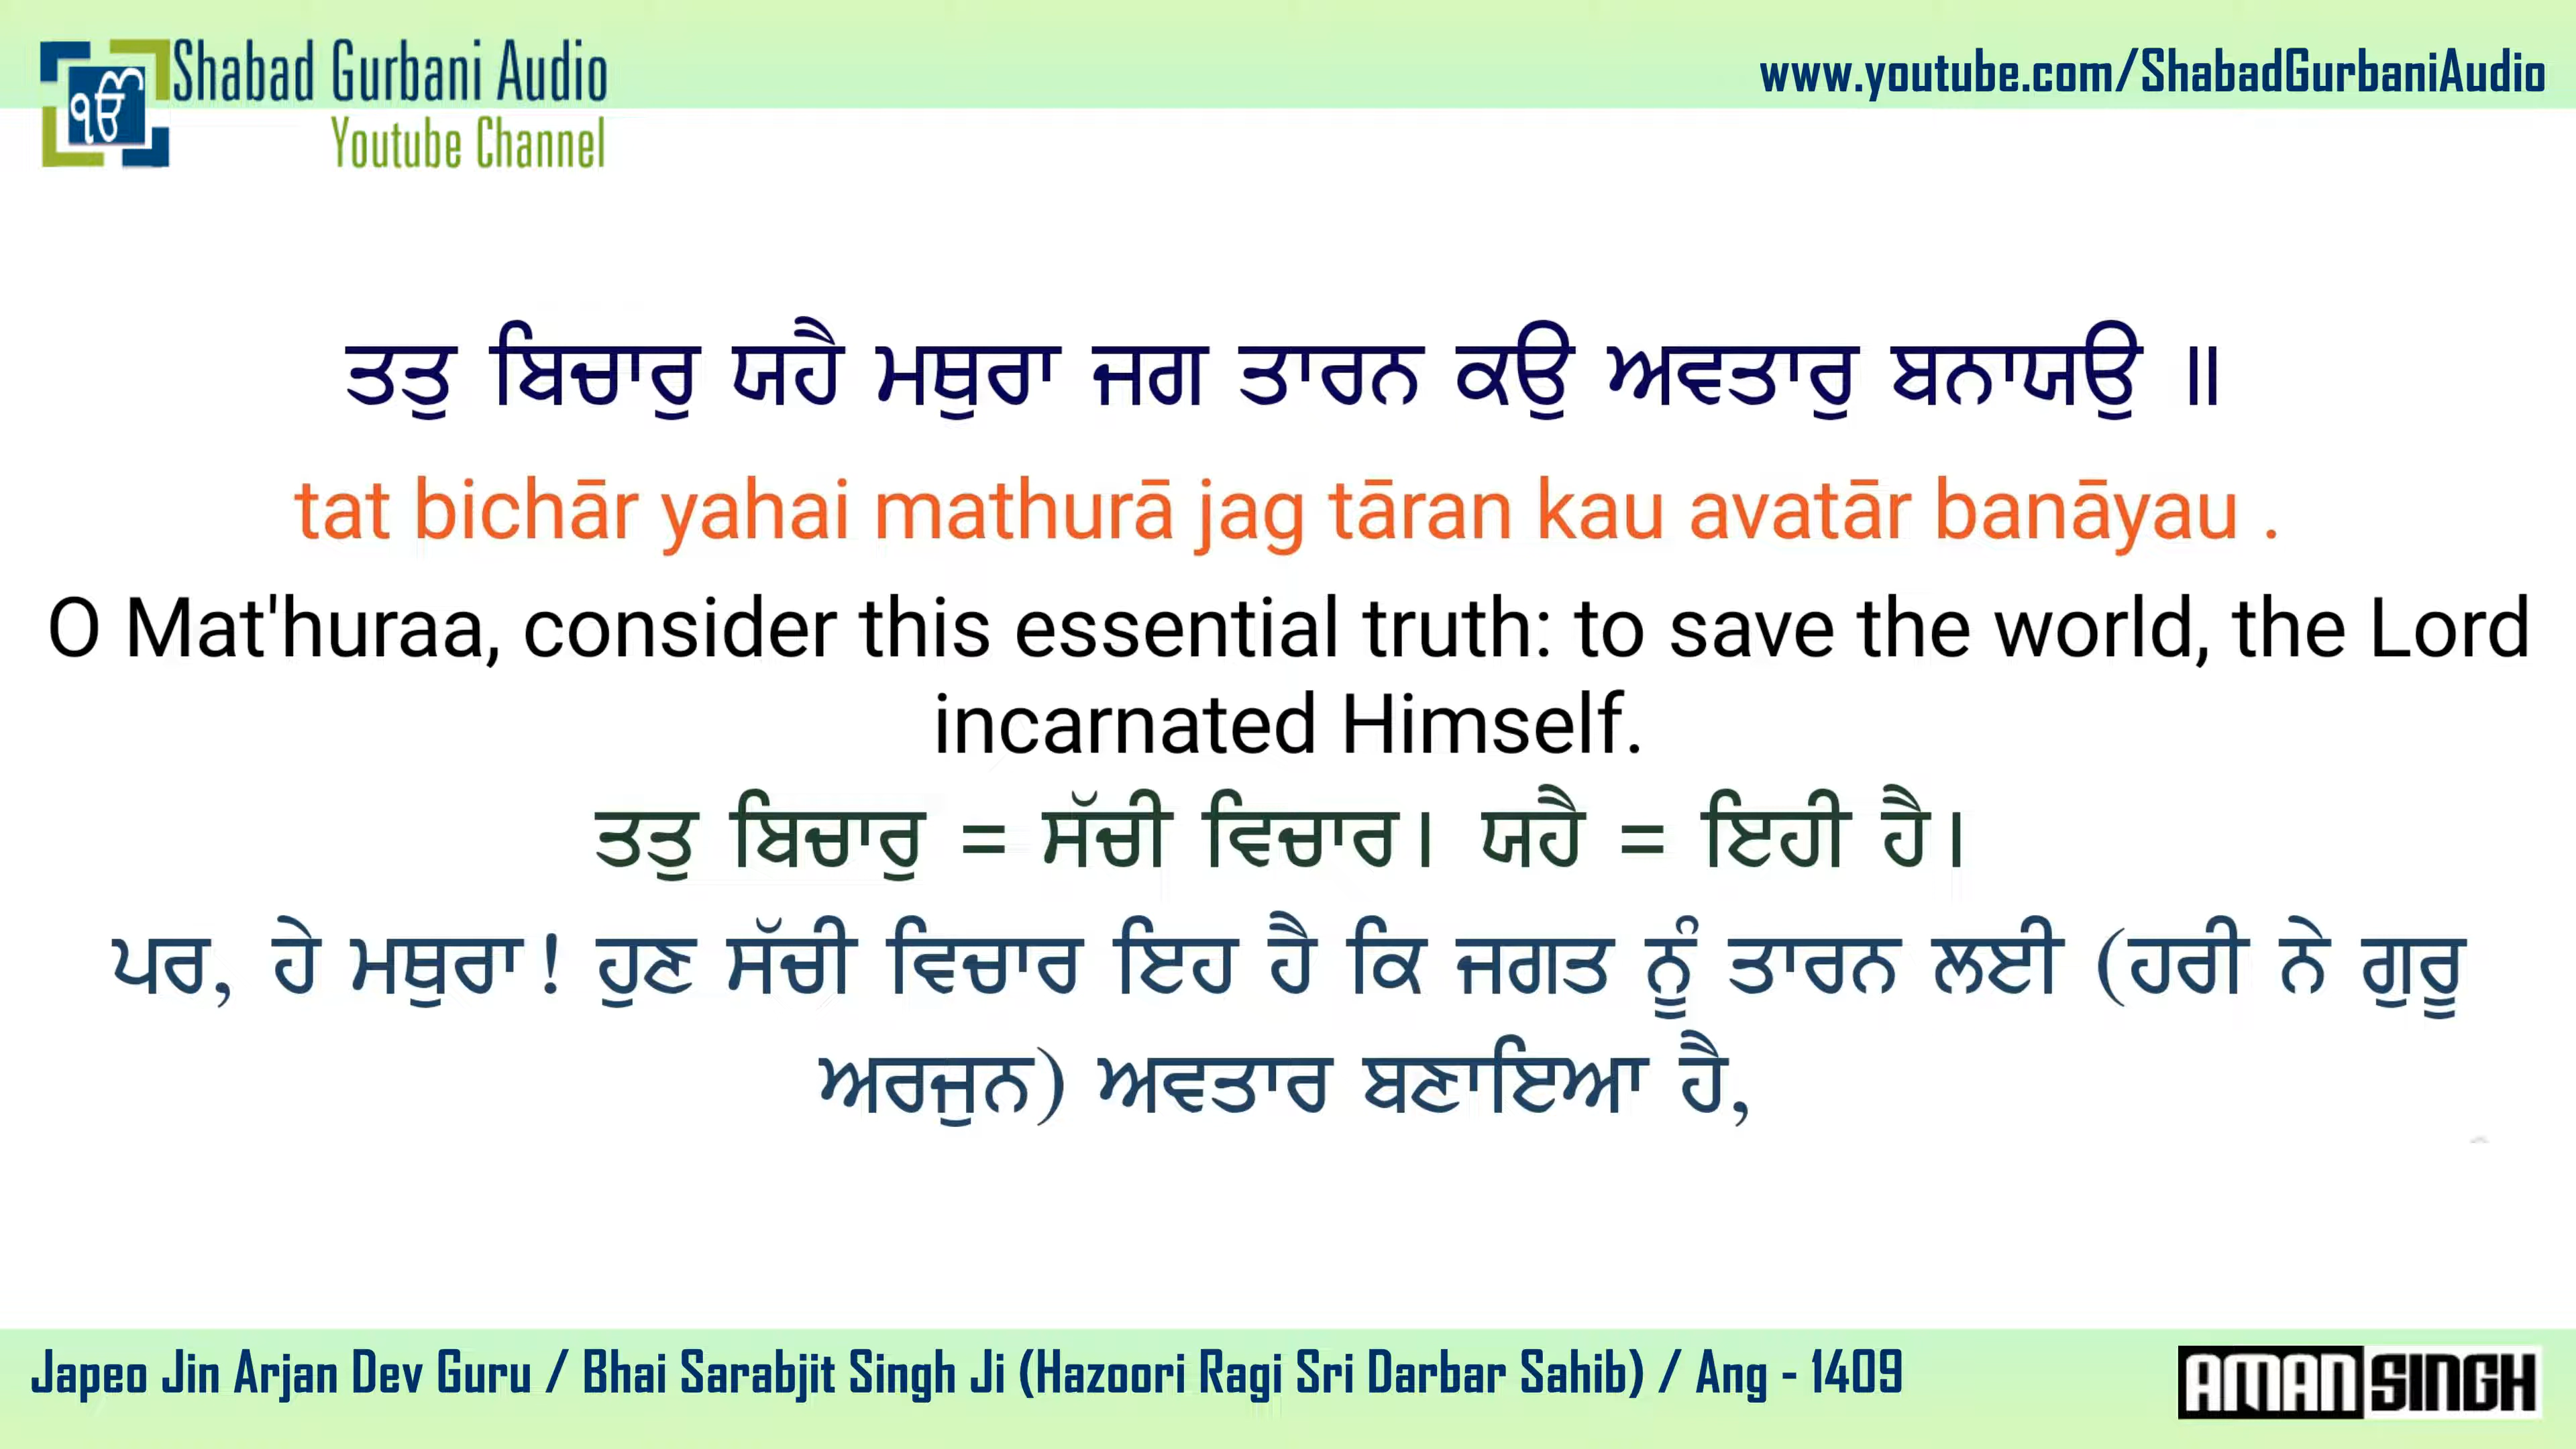 Shabad Gurbani Audio
Youtube Channel
www.youtube.com/ShabadGurbaniAudio
ੴ
ਤਤੁ ਬਿਚਾਰੁ ਯਹੈ ਮਥੁਰਾ ਜਗ ਤਾਰਨ ਕਉ ਅਵਤਾਰੁ ਬਨਾਯਉ ॥
tat bichār yahai mathurā jag tāran kau avatār banāyau .
O Mat'huraa, consider this essential truth: to save the world, the Lord
incarnated Himself.
ਤਤੁ ਬਿਚਾਰੁ = ਸੱਚੀ ਵਿਚਾਰ। ਯਹੈ = ਇਹੀ ਹੈ।
ਪਰ, ਹੇ ਮਥੁਰਾ! ਹੁਣ ਸੱਚੀ ਵਿਚਾਰ ਇਹ ਹੈ ਕਿ ਜਗਤ ਨੂੰ ਤਾਰਨ ਲਈ (ਹਰੀ ਨੇ ਗੁਰੂ
ਅਰਜੁਨ) ਅਵਤਾਰ ਬਣਾਇਆ ਹੈ,
Japeo Jin Arjan Dev Guru / Bhai Sarabjit Singh Ji (Hazoori Ragi Sri Darbar Sahib) / Ang - 1409
AMAN SINGH